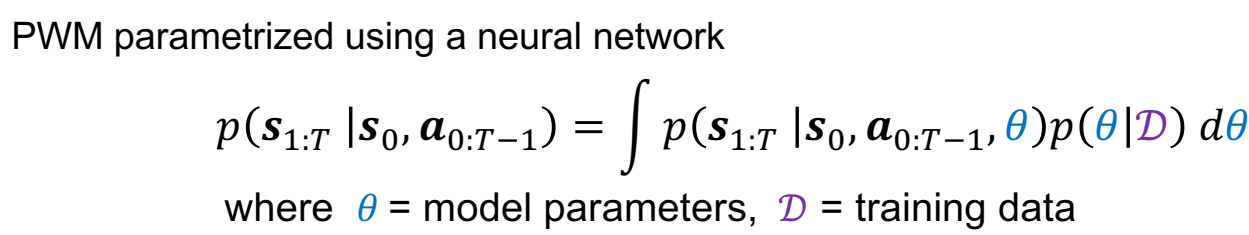 PWM parametrized using a neural network
𝑝(𝒔₁:𝑇 |𝒔₀, 𝒂₀:𝑇₋₁) = ∫ 𝑝(𝒔₁:𝑇 |𝒔₀, 𝒂₀:𝑇₋₁, 𝜃)𝑝(𝜃|𝒟) 𝑑𝜃
where 𝜃 = model parameters, 𝒟 = training data